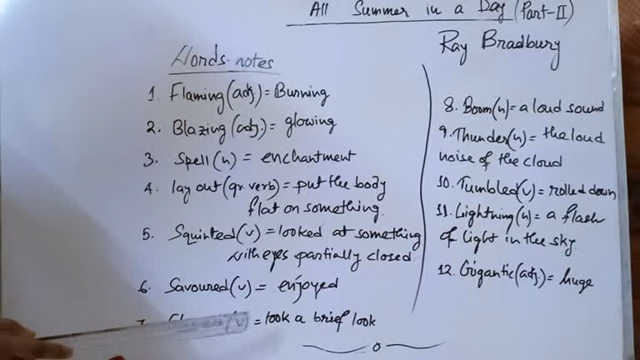 All Summer in a Day (Part-II)
Ray Bradbury
Words-notes
1. Flaming (adj) = Burning
2. Blazing (adj.) = glowing
3. Spell (n) = enchantment
4. lay out (gr. verb) = put the body
flat on something.
5. Squinted (v) = looked at something
with eyes partially closed.
6. Savoured (v) = enjoyed
7. (v) = took a brief look
8. Boom (n) = a loud sound
9. Thunder (n) = the loud
noise of the cloud
10. Tumbled (v) = rolled down
11. Lightning (n) = a flash
of light in the sky.
12. Gigantic (adj.) = huge